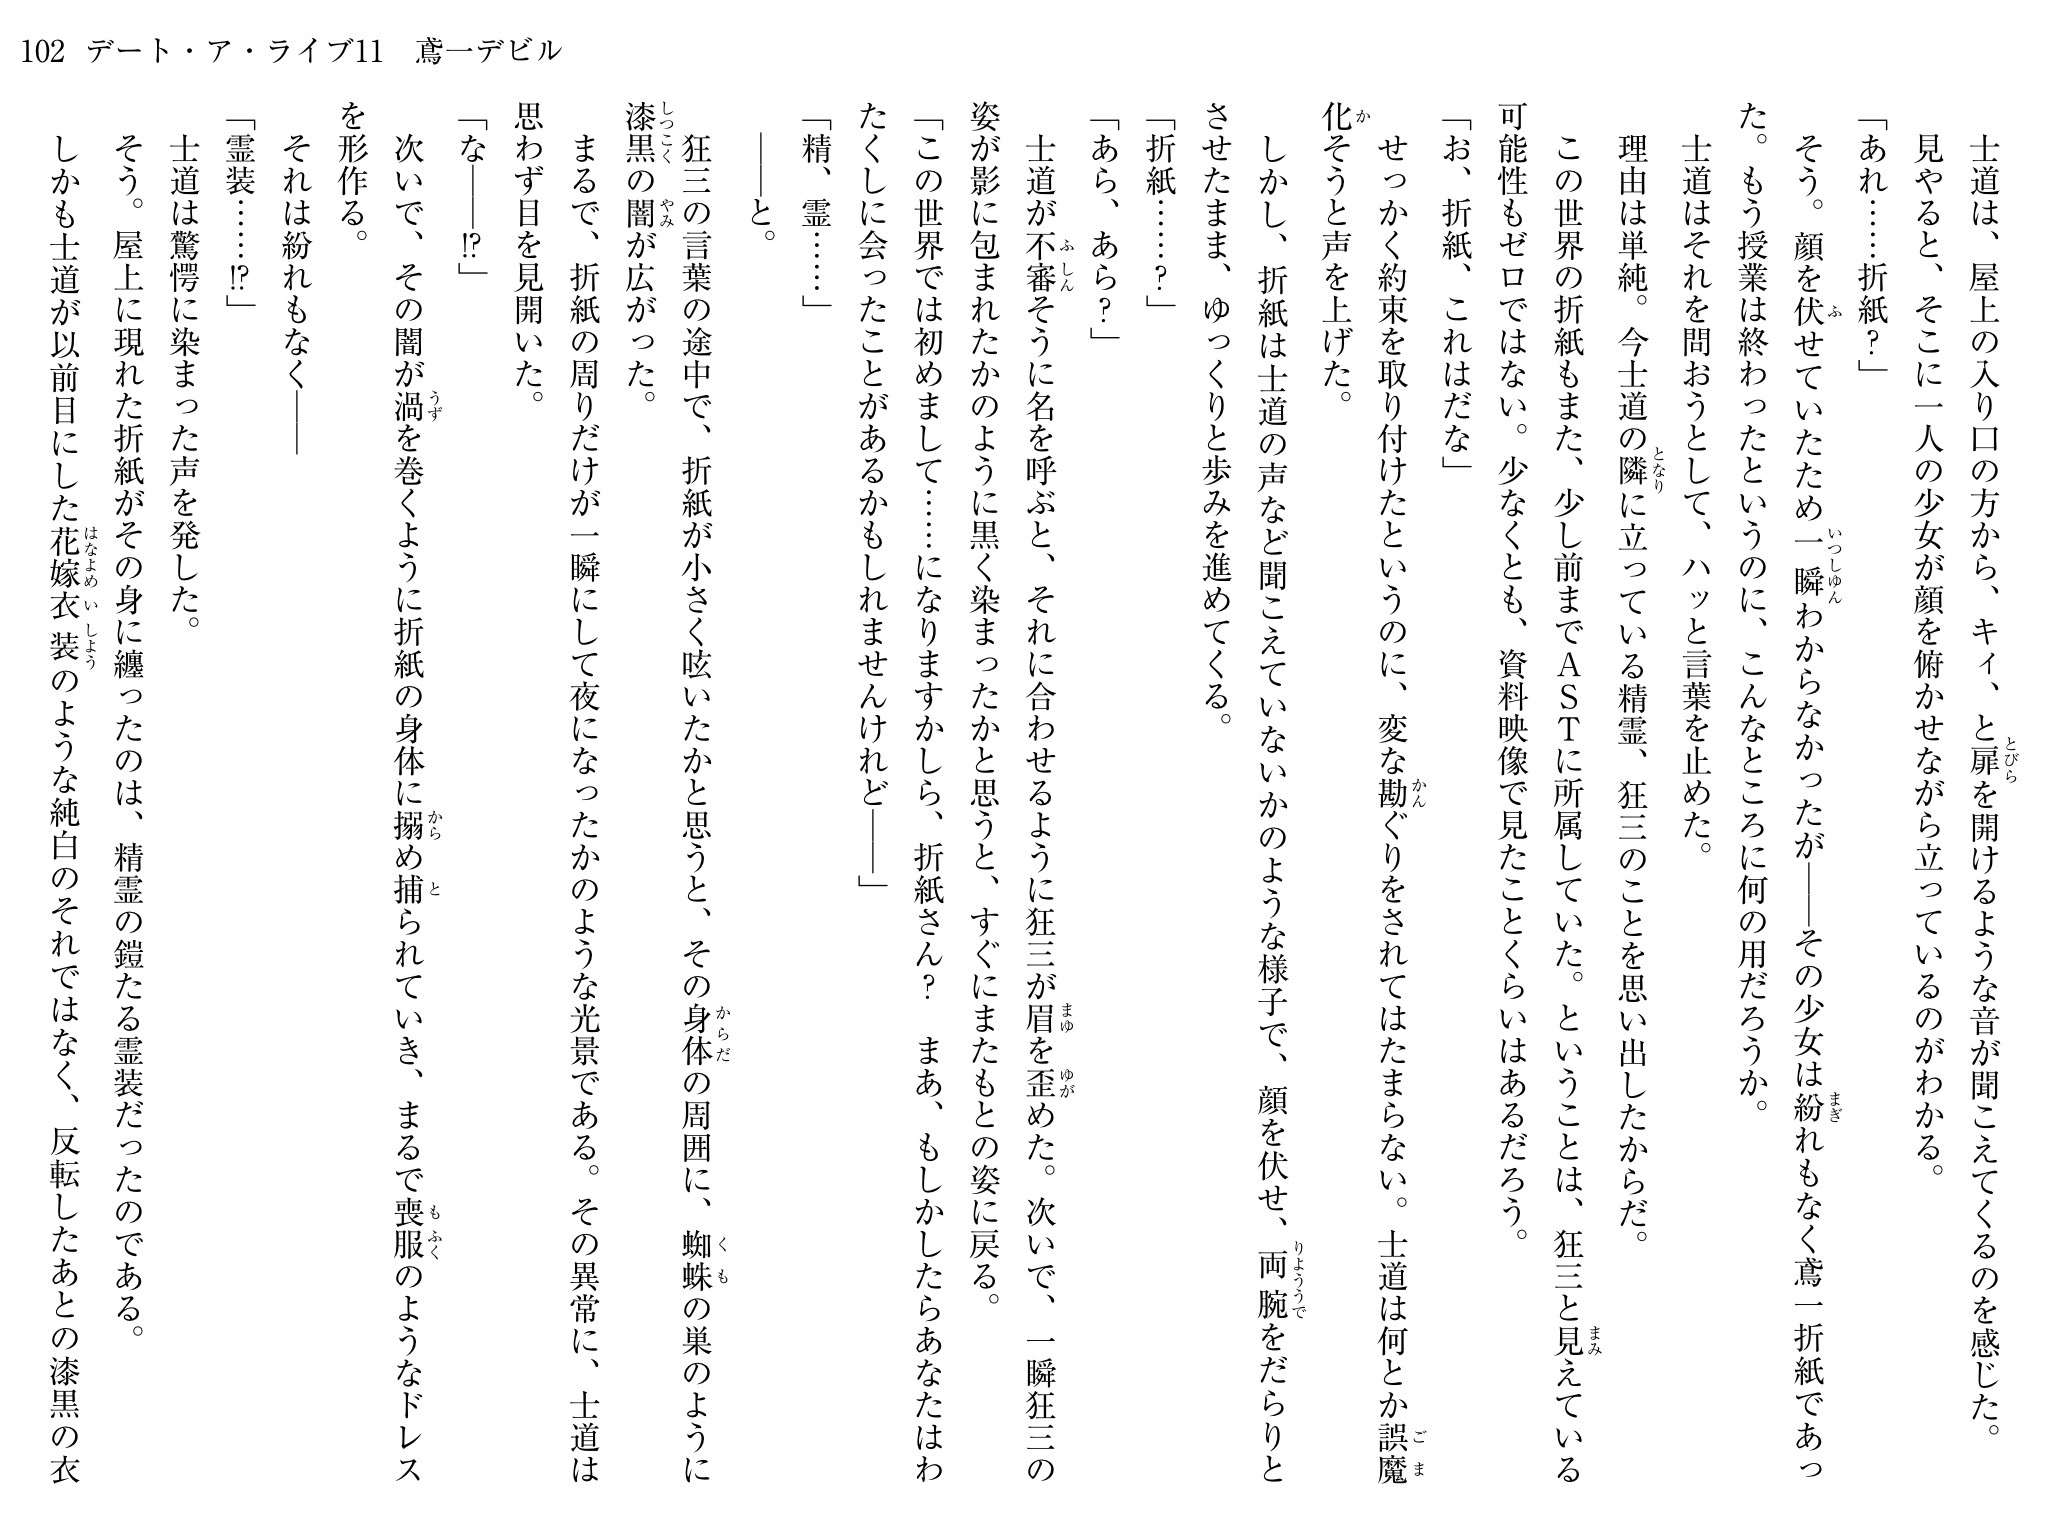 102 デート・ア・ライブ11 鳶一デビル
士道は、屋上の入り口の方から、キィ、と扉を開けるような音が聞こえてくるのを感じた。
見やると、そこに一人の少女が顔を俯かせながら立っているのがわかる。
「あれ……折紙？」
そう。顔を伏せていたため一瞬わからなかったが――その少女は紛れもなく鳶一折紙であっ
た。もう授業は終わったというのに、こんなところに何の用だろうか。
士道はそれを問おうとして、ハッと言葉を止めた。
理由は単純。今士道の隣に立っている精霊、狂三のことを思い出したからだ。
この世界の折紙もまた、少し前までＡＳＴに所属していた。ということは、狂三と見えている
可能性もゼロではない。少なくとも、資料映像で見たことくらいはあるだろう。
「お、折紙、これはだな」
せっかく約束を取り付けたというのに、変な勘ぐりをされてはたまらない。士道は何とか誤魔
化そうと声を上げた。
しかし、折紙は士道の声など聞こえていないかのような様子で、顔を伏せ、両腕をだらりと
させたまま、ゆっくりと歩みを進めてくる。
「折紙……？」
「あら、あら？」
士道が不審そうに名を呼ぶと、それに合わせるように狂三が眉を歪めた。次いで、一瞬狂三の
姿が影に包まれたかのように黒く染まったかと思うと、すぐにまたもとの姿に戻る。
「この世界では初めまして……になりますかしら、折紙さん？　まあ、もしかしたらあなたはわ
たくしに会ったことがあるかもしれませんけれど――」
「精、霊……」
――と。
狂三の言葉の途中で、折紙が小さく呟いたかと思うと、その身体の周囲に、蜘蛛の巣のように
漆黒の闇が広がった。
まるで、折紙の周りだけが一瞬にして夜になったかのような光景である。その異常に、士道は
思わず目を見開いた。
「な――!?」
次いで、その闇が渦を巻くように折紙の身体に搦め捕られていき、まるで喪服のようなドレス
を形作る。
それは紛れもなく――
「霊装……!?」
士道は驚愕に染まった声を発した。
そう。屋上に現れた折紙がその身に纏ったのは、精霊の鎧たる霊装だったのである。
しかも士道が以前目にした花嫁衣装のような純白のそれではなく、反転したあとの漆黒の衣